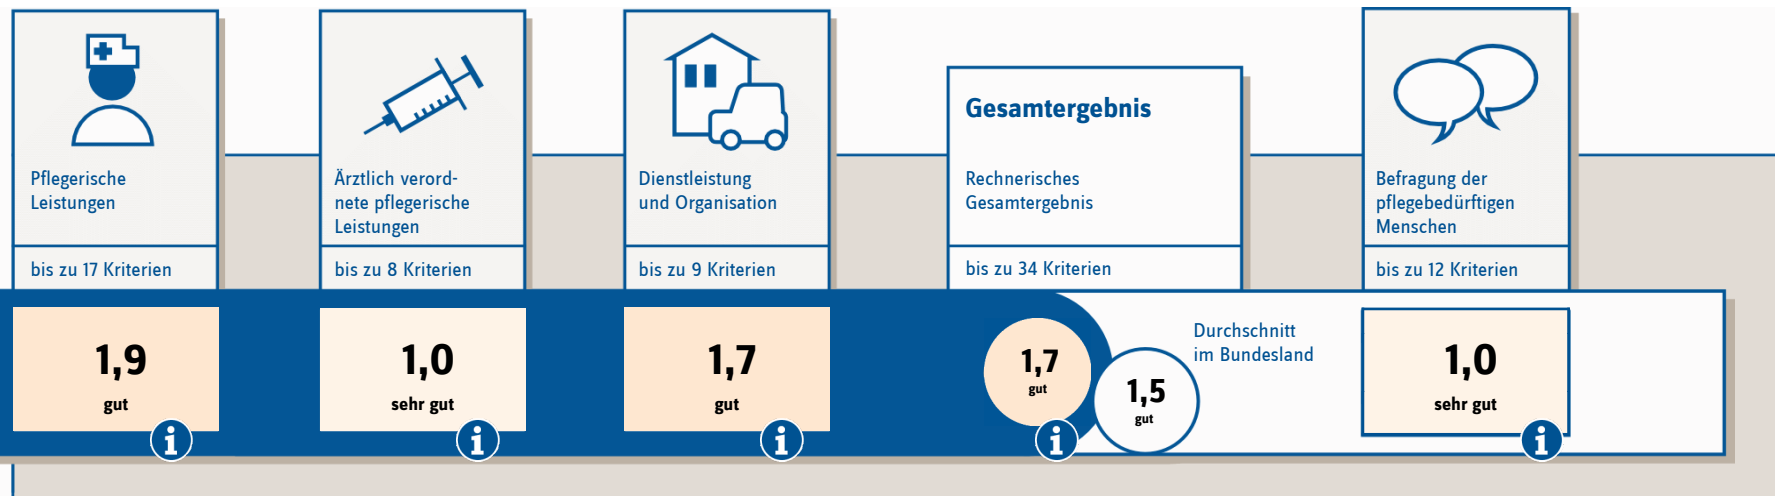 Pflegerische
Leistungen
bis zu 17 Kriterien
1,9
gut
Ärztlich verord-
nete pflegerische
Leistungen
bis zu 8 Kriterien
1,0
sehr gut
Dienstleistung
und Organisation
bis zu 9 Kriterien
1,7
gut
Gesamtergebnis
Rechnerisches
Gesamtergebnis
bis zu 34 Kriterien
1,7
gut
1,5
gut
Durchschnitt
im Bundesland
Befragung der
pflegebedürftigen
Menschen
bis zu 12 Kriterien
1,0
sehr gut